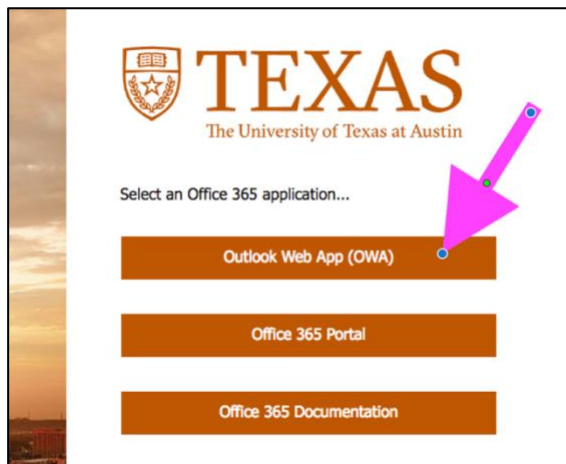 TEXAS
The University of Texas at Austin
Select an Office 365 application...
Outlook Web App (OWA)
Office 365 Portal
Office 365 Documentation